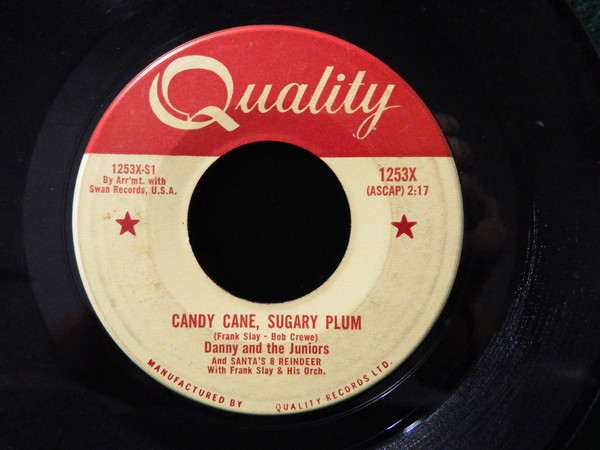 Quality
1253X-S1
By Arr'mt. with
Swan Records, U.S.A.
1253X
(ASCAP) 2:17
CANDY CANE, SUGARY PLUM
(Frank Slay - Bob Crewe)
Danny and the Juniors
And SANTA'S 8 REINDEER
With Frank Slay & His Orch.
MANUFACTURED BY QUALITY RECORDS LTD.